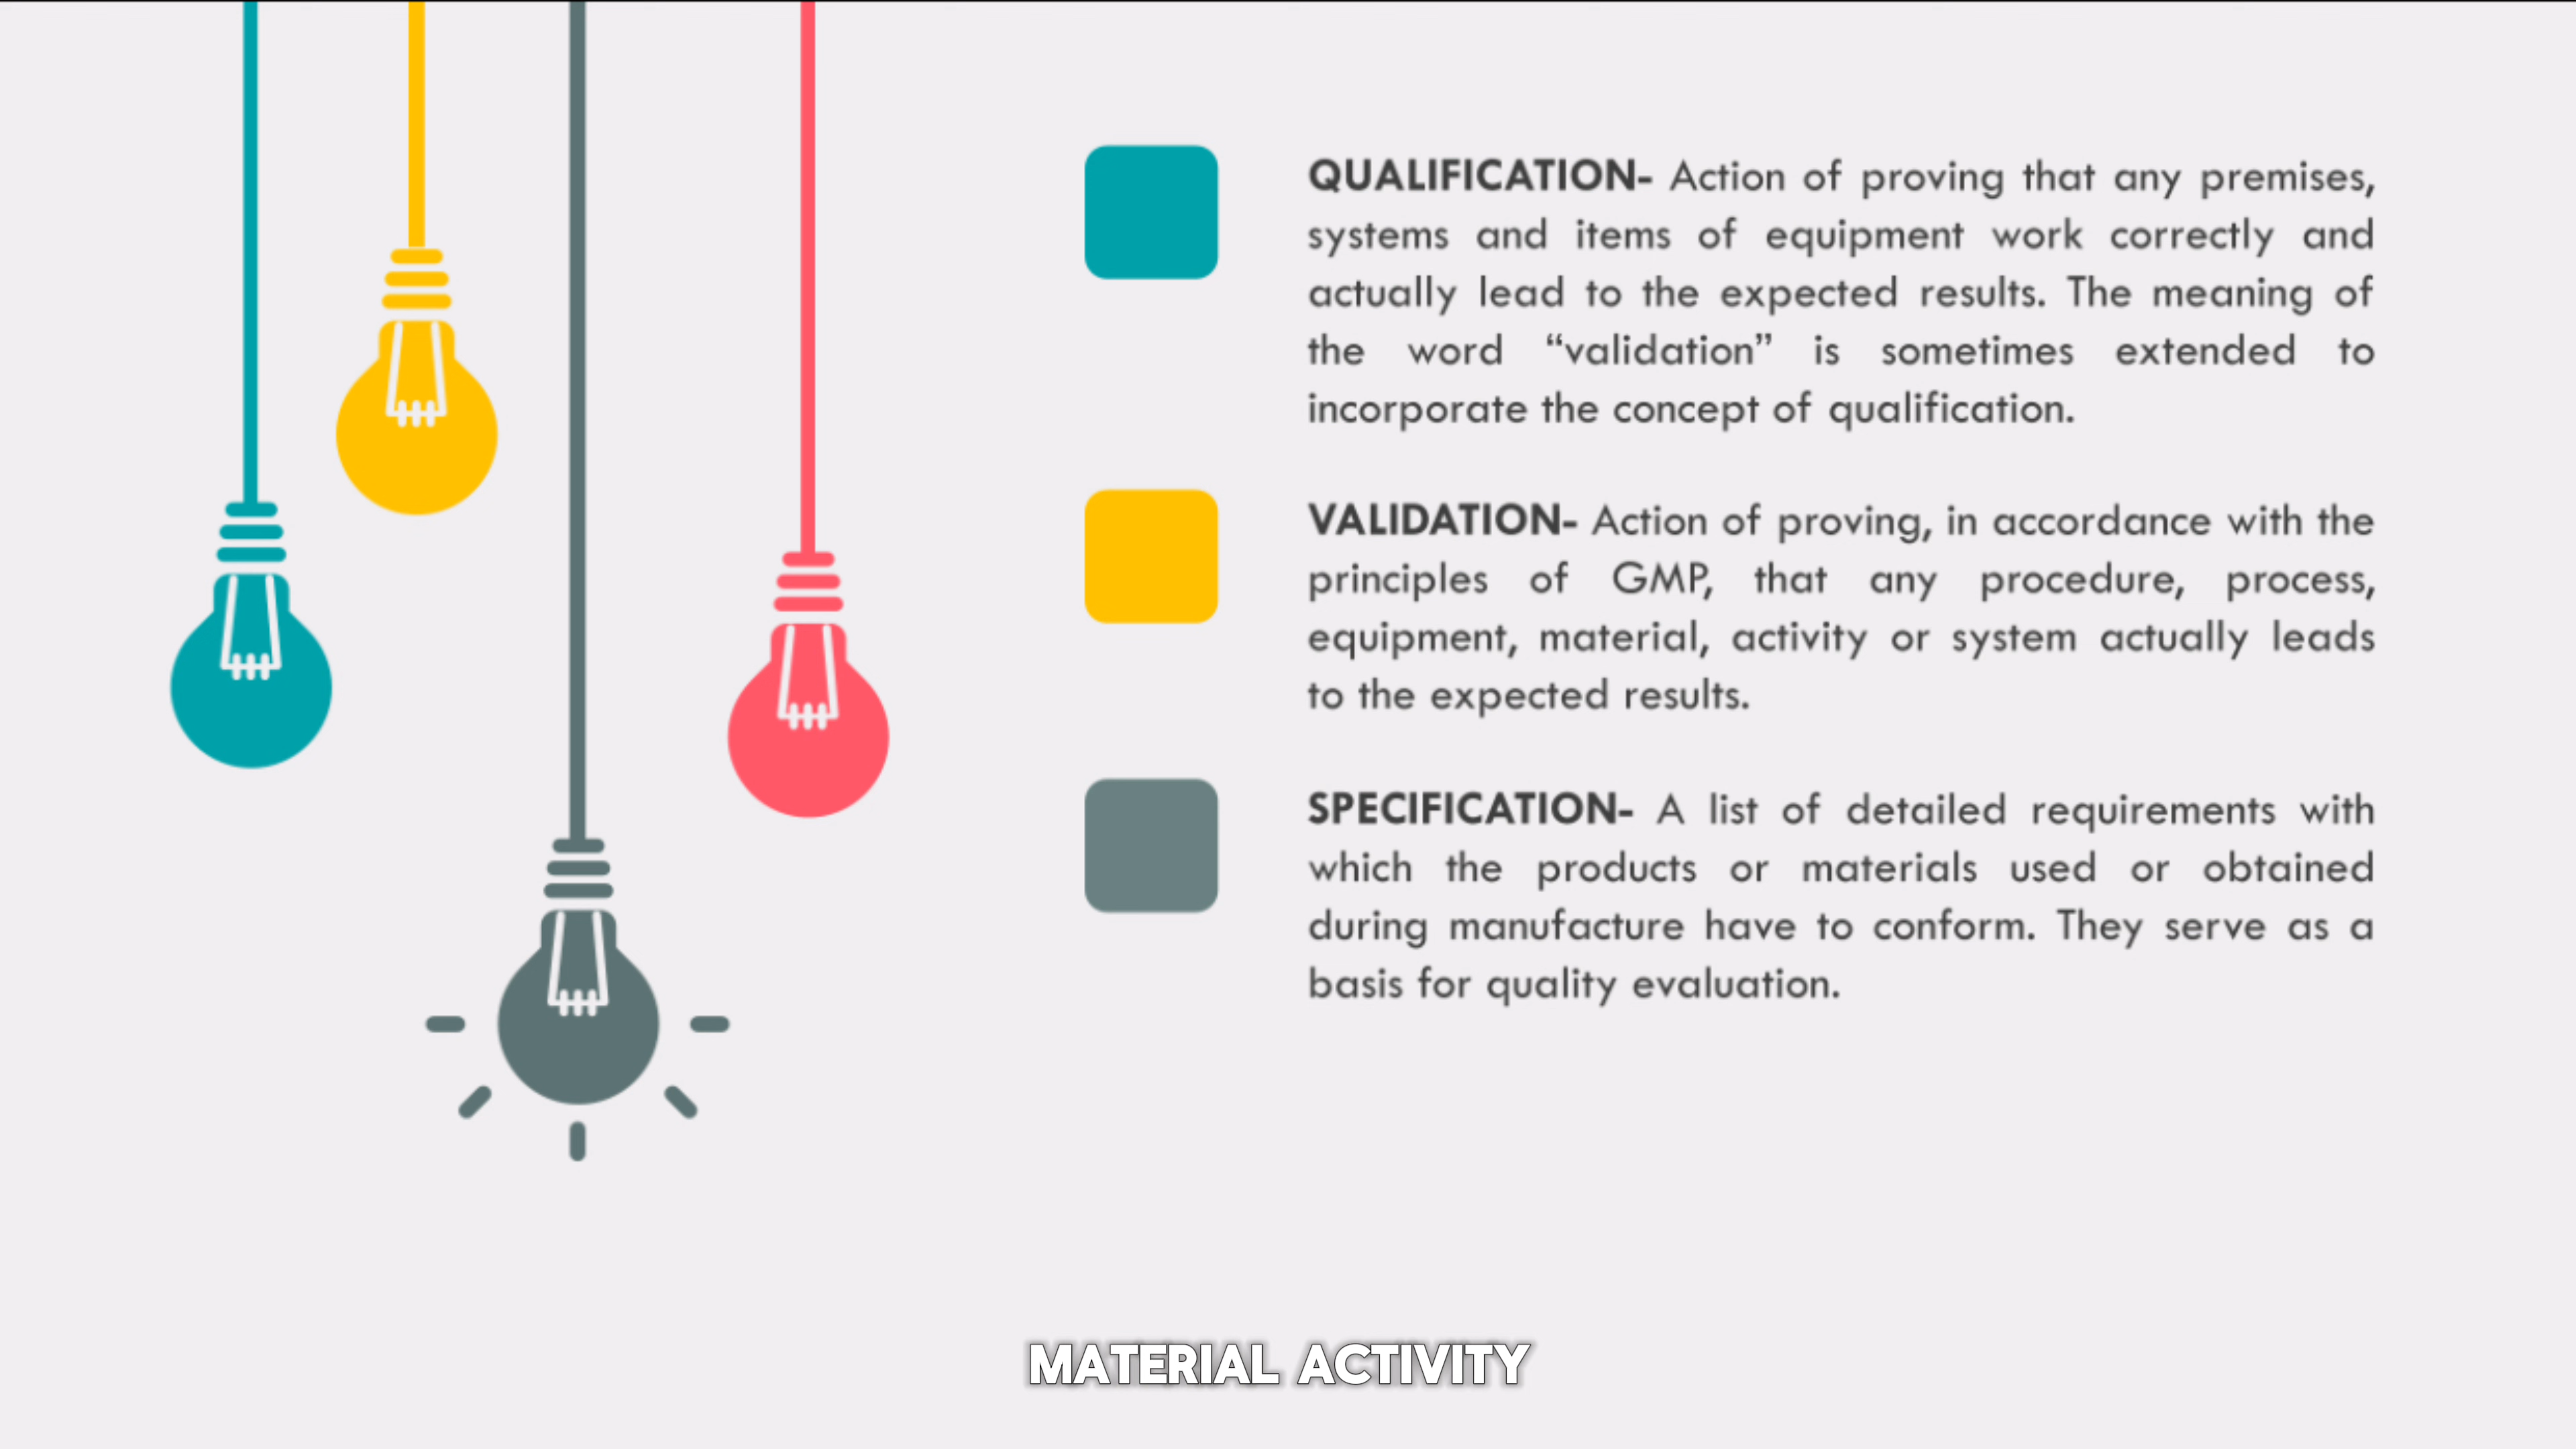 QUALIFICATION- Action of proving that any premises,
systems and items of equipment work correctly and
actually lead to the expected results. The meaning of
the word “validation” is sometimes extended to
incorporate the concept of qualification.
VALIDATION- Action of proving, in accordance with the
principles of GMP, that any procedure, process,
equipment, material, activity or system actually leads
to the expected results.
SPECIFICATION- A list of detailed requirements with
which the products or materials used or obtained
during manufacture have to conform. They serve as a
basis for quality evaluation.
MATERIAL ACTIVITY